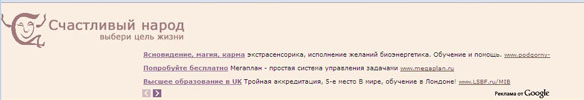 Счастливый народ
выбери цель жизни
Ясновидение, магия, карма экстрасенсорика, исполнение желаний биоэнергетика. Обучение и помощь. www.podgorny-
Попробуйте бесплатно Мегаплан - простая система управления задачами www.megaplan.ru
Высшее образование в UK Тройная аккредитация, 5-е место В мире, обучение в Лондоне! www.LSBF.ru/MIB
Реклама от Google